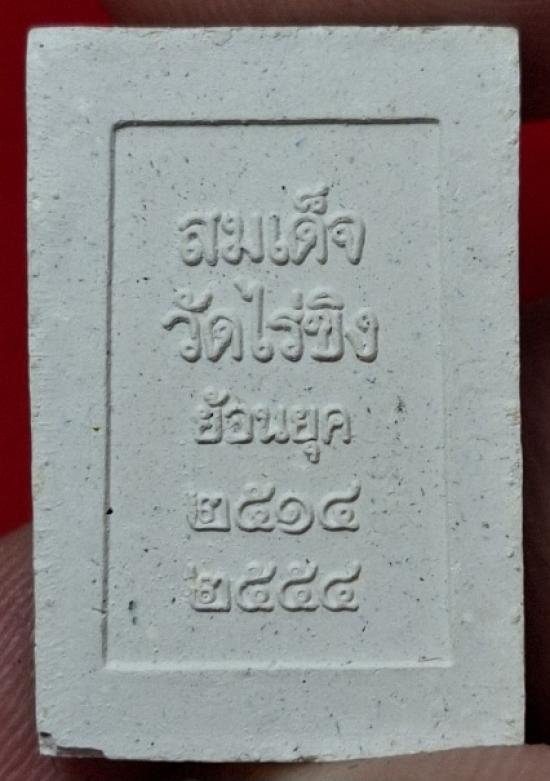 สมเด็จ
วัดไร่ขิง
ย้อนยุค
๒๕๑๔
๒๕๕๔